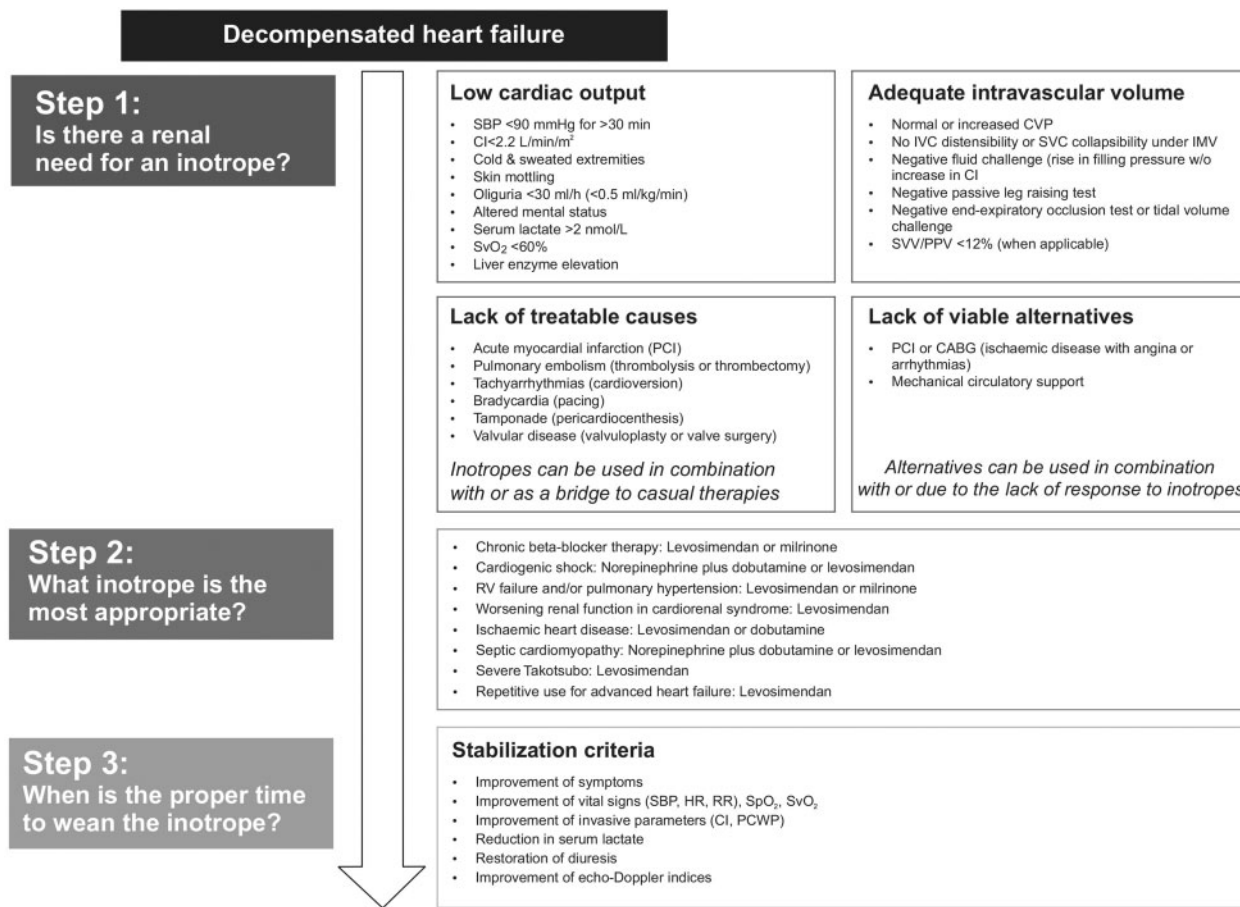 Decompensated heart failure
Step 1:
Is there a renal
need for an inotrope?
Low cardiac output
• SBP <90 mmHg for >30 min
• CI<2.2 L/min/m²
• Cold & sweated extremities
• Skin mottling
• Oliguria <30 ml/h (<0.5 ml/kg/min)
• Altered mental status
• Serum lactate >2 nmol/L
• SvO₂ <60%
• Liver enzyme elevation
Adequate intravascular volume
• Normal or increased CVP
• No IVC distensibility or SVC collapsibility under IMV
• Negative fluid challenge (rise in filling pressure w/o
increase in CI
• Negative passive leg raising test
• Negative end-expiratory occlusion test or tidal volume
challenge
• SVV/PPV <12% (when applicable)
Lack of treatable causes
• Acute myocardial infarction (PCI)
• Pulmonary embolism (thrombolysis or thrombectomy)
• Tachyarrhythmias (cardioversion)
• Bradycardia (pacing)
• Tamponade (pericardiocenthesis)
• Valvular disease (valvuloplasty or valve surgery)
Inotropes can be used in combination
with or as a bridge to casual therapies
Lack of viable alternatives
• PCI or CABG (ischaemic disease with angina or
arrhythmias)
• Mechanical circulatory support
Alternatives can be used in combination
with or due to the lack of response to inotropes
Step 2:
What inotrope is the
most appropriate?
• Chronic beta-blocker therapy: Levosimendan or milrinone
• Cardiogenic shock: Norepinephrine plus dobutamine or levosimendan
• RV failure and/or pulmonary hypertension: Levosimendan or milrinone
• Worsening renal function in cardiorenal syndrome: Levosimendan
• Ischaemic heart disease: Levosimendan or dobutamine
• Septic cardiomyopathy: Norepinephrine plus dobutamine or levosimendan
• Severe Takotsubo: Levosimendan
• Repetitive use for advanced heart failure: Levosimendan
Step 3:
When is the proper time
to wean the inotrope?
Stabilization criteria
• Improvement of symptoms
• Improvement of vital signs (SBP, HR, RR), SpO₂, SvO₂
• Improvement of invasive parameters (CI, PCWP)
• Reduction in serum lactate
• Restoration of diuresis
• Improvement of echo-Doppler indices